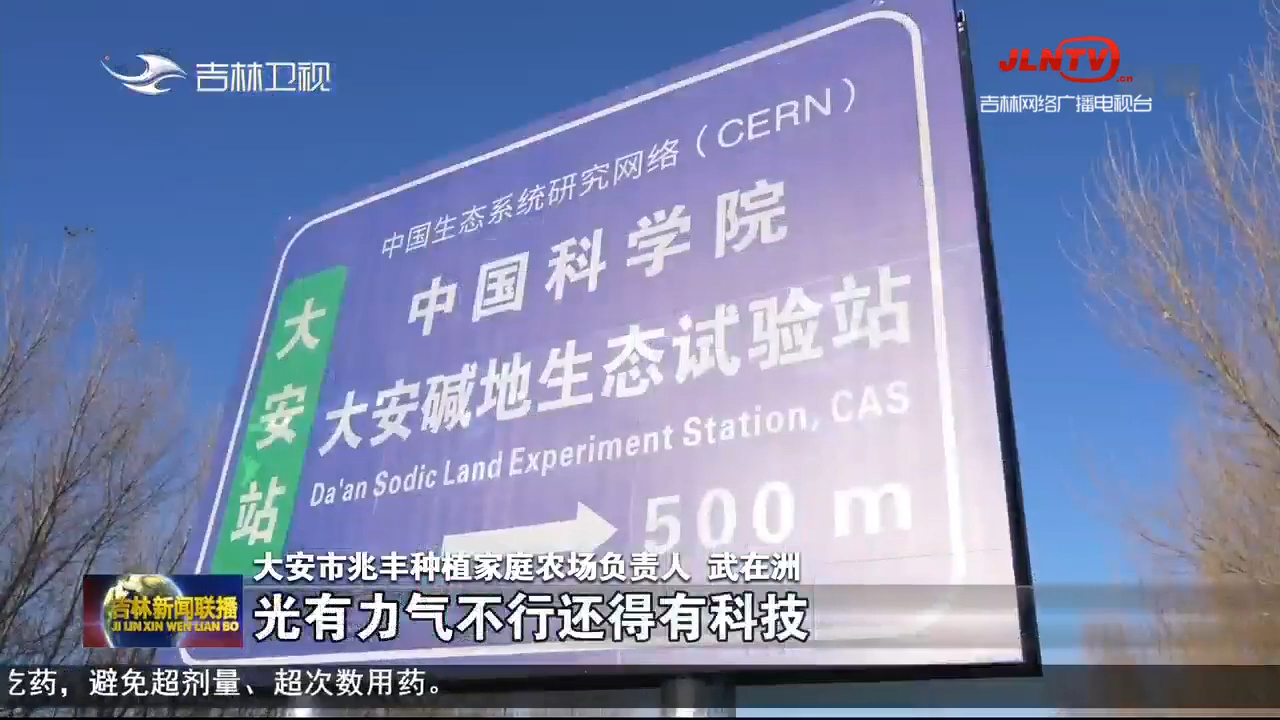 吉林卫视
JLNTV.cn
吉林网络广播电视台
中国生态系统研究网络（CERN）
中国科学院
大安站
大安碱地生态试验站
Da'an Sodic Land Experiment Station, CAS
500 m
大安市兆丰种植家庭农场负责人 武在洲
吉林新闻联播
JI LIN XIN WEN LIAN BO
光有力气不行还得有科技
药，避免超剂量、超次数用药。